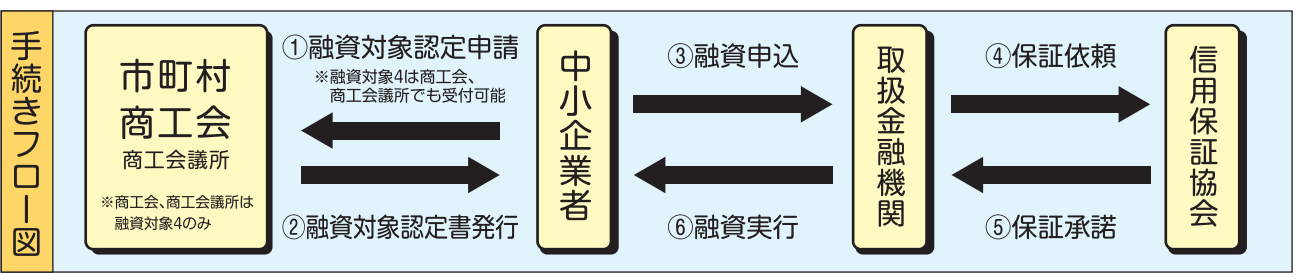 手続きフロー図
市町村
商工会
商工会議所
※商工会、商工会議所は
融資対象4のみ
①融資対象認定申請
※融資対象4は商工会、
商工会議所でも受付可能
②融資対象認定書発行
中小企業者
③融資申込
⑥融資実行
取扱金融機関
④保証依頼
⑤保証承諾
信用保証協会